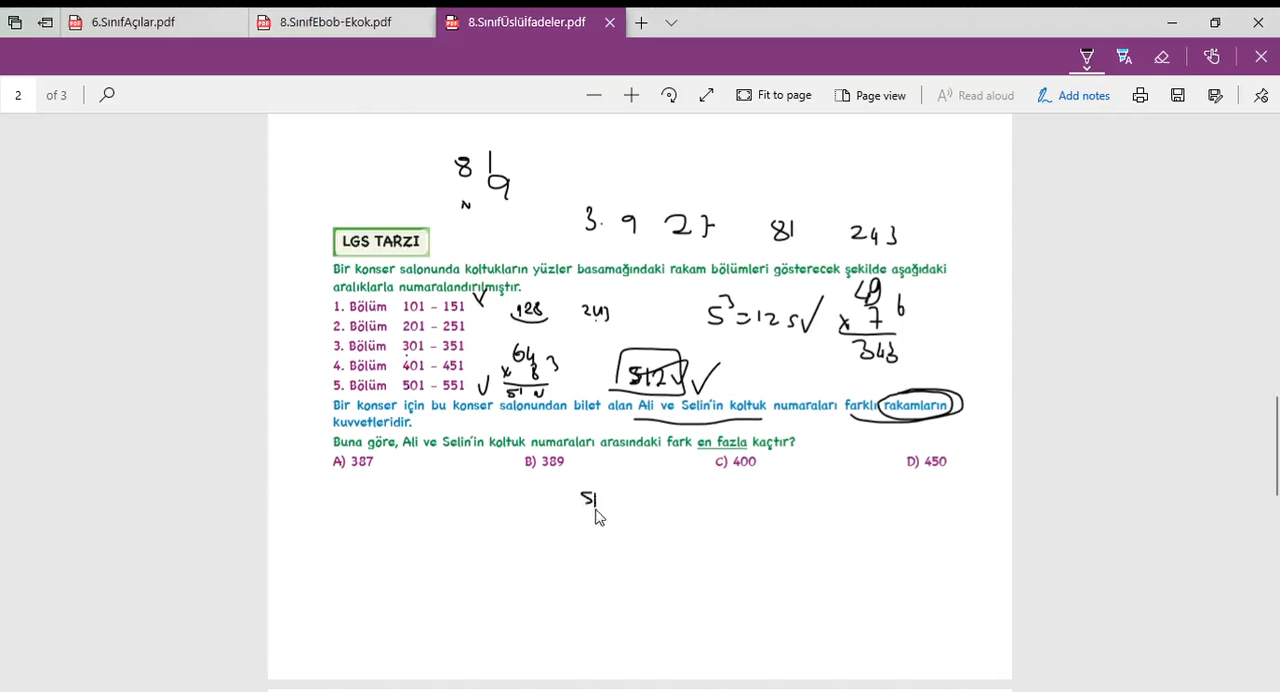 6.SınıfAçılar.pdf
8.SınıfEbob-Ekok.pdf
8.SınıfÜslüİfadeler.pdf
2 of 3
Fit to page
Page view
Read aloud
Add notes
8 9
3. 9 27 81 243
LGS TARZI
Bir konser salonunda koltukların yüzler basamağındaki rakam bölümleri gösterecek şekilde aşağıdaki
aralıklarla numaralandırılmıştır.
1. Bölüm 101 - 151
128 243
5³ = 125
49
6
x 7
343
2. Bölüm 201 - 251
3. Bölüm 301 - 351
4. Bölüm 401 - 451
64
3
x 8
512
512
5. Bölüm 501 - 551
Bir konser için bu konser salonundan bilet alan Ali ve Selin'in koltuk numaraları farklı rakamların
kuvvetleridir.
Buna göre, Ali ve Selin'in koltuk numaraları arasındaki fark en fazla kaçtır?
A) 387 B) 389 C) 400 D) 450
51